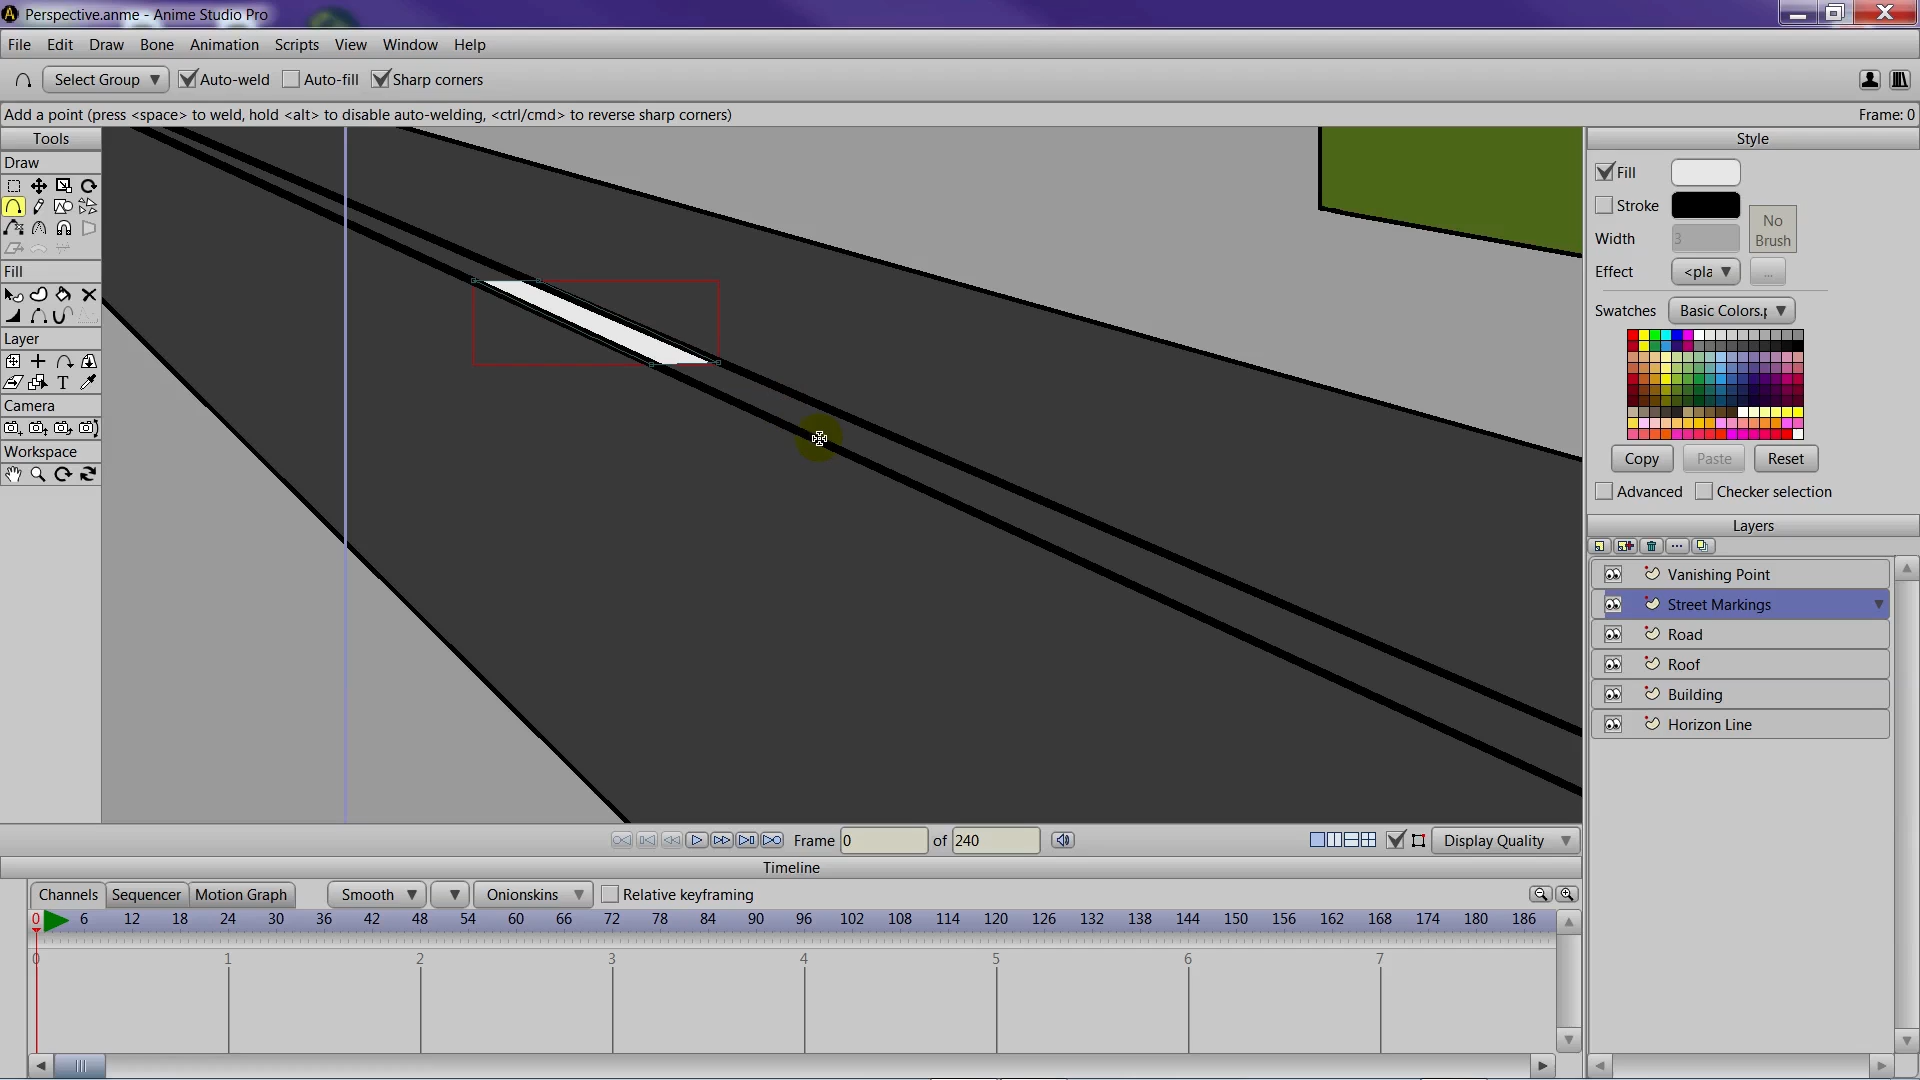 Perspective.anme - Anime Studio Pro
File Edit Draw Bone Animation Scripts View Window Help
Select Group Auto-weld Auto-fill Sharp corners
Add a point (press <space> to weld, hold <alt> to disable auto-welding, <ctrl/cmd> to reverse sharp corners) Frame: 0
Tools
Draw
Fill
Layer
T
Camera
Workspace
Style
Fill
Stroke
No Brush
Width 3
Effect <pla ...
Swatches Basic Colors.p
Copy Paste Reset
Advanced Checker selection
Layers
Vanishing Point
Street Markings
Road
Roof
Building
Horizon Line
Frame 0 of 240 Display Quality
Timeline
Channels Sequencer Motion Graph Smooth Onionskins Relative keyframing
0 6 12 18 24 30 36 42 48 54 60 66 72 78 84 90 96 102 108 114 120 126 132 138 144 150 156 162 168 174 180 186
0 1 2 3 4 5 6 7